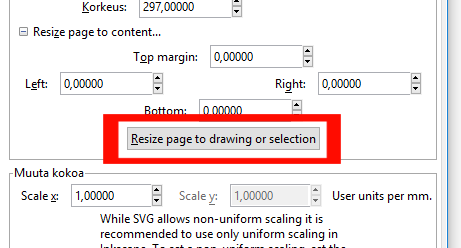 Korkeus: 297,00000
Resize page to content...
Top margin: 0,00000
Left: 0,00000 Right: 0,00000
Bottom: 0,00000
Resize page to drawing or selection
Muuta kokoa
Scale x: 1,00000 Scale y: 1,00000 User units per mm.
While SVG allows non-uniform scaling it is
recommended to use only uniform scaling in
Inkscape. To set a non-uniform scaling, set the